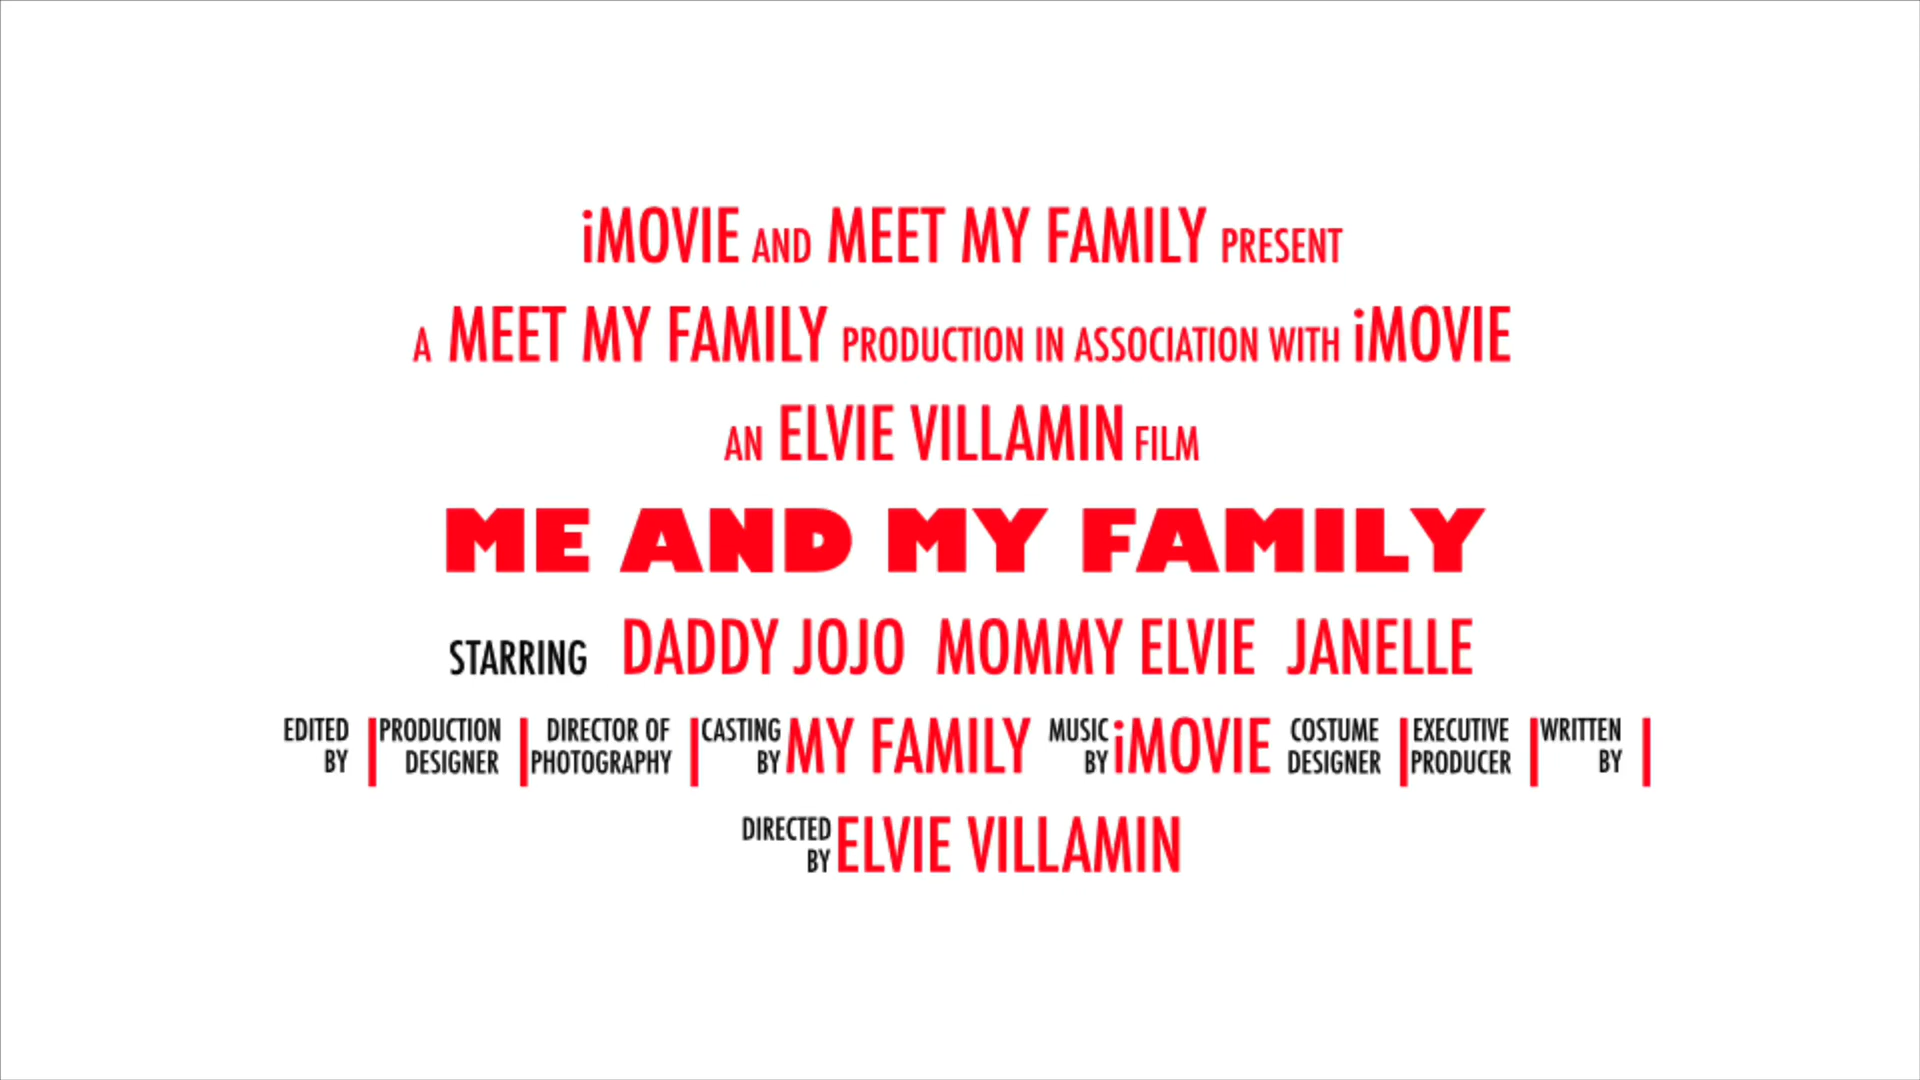 iMOVIE AND MEET MY FAMILY PRESENT
A MEET MY FAMILY PRODUCTION IN ASSOCIATION WITH iMOVIE
AN ELVIE VILLAMIN FILM
ME AND MY FAMILY
STARRING DADDY JOJO MOMMY ELVIE JANELLE
EDITED BY | PRODUCTION DESIGNER | DIRECTOR OF PHOTOGRAPHY | CASTING BY MY FAMILY MUSIC BY iMOVIE COSTUME DESIGNER | EXECUTIVE PRODUCER | WRITTEN BY |
DIRECTED BY ELVIE VILLAMIN